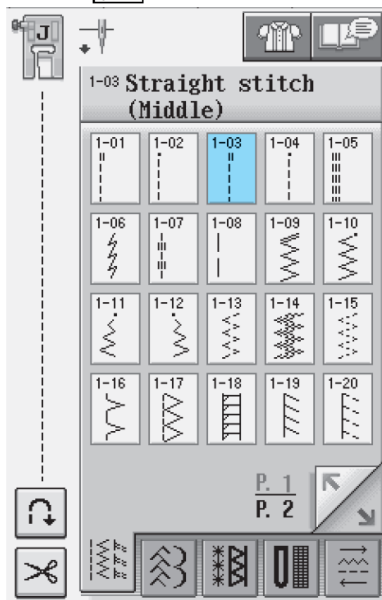 J
1-03 Straight stitch
(Middle)
1-01 1-02 1-03 1-04 1-05
1-06 1-07 1-08 1-09 1-10
1-11 1-12 1-13 1-14 1-15
1-16 1-17 1-18 1-19 1-20
P. 1
P. 2